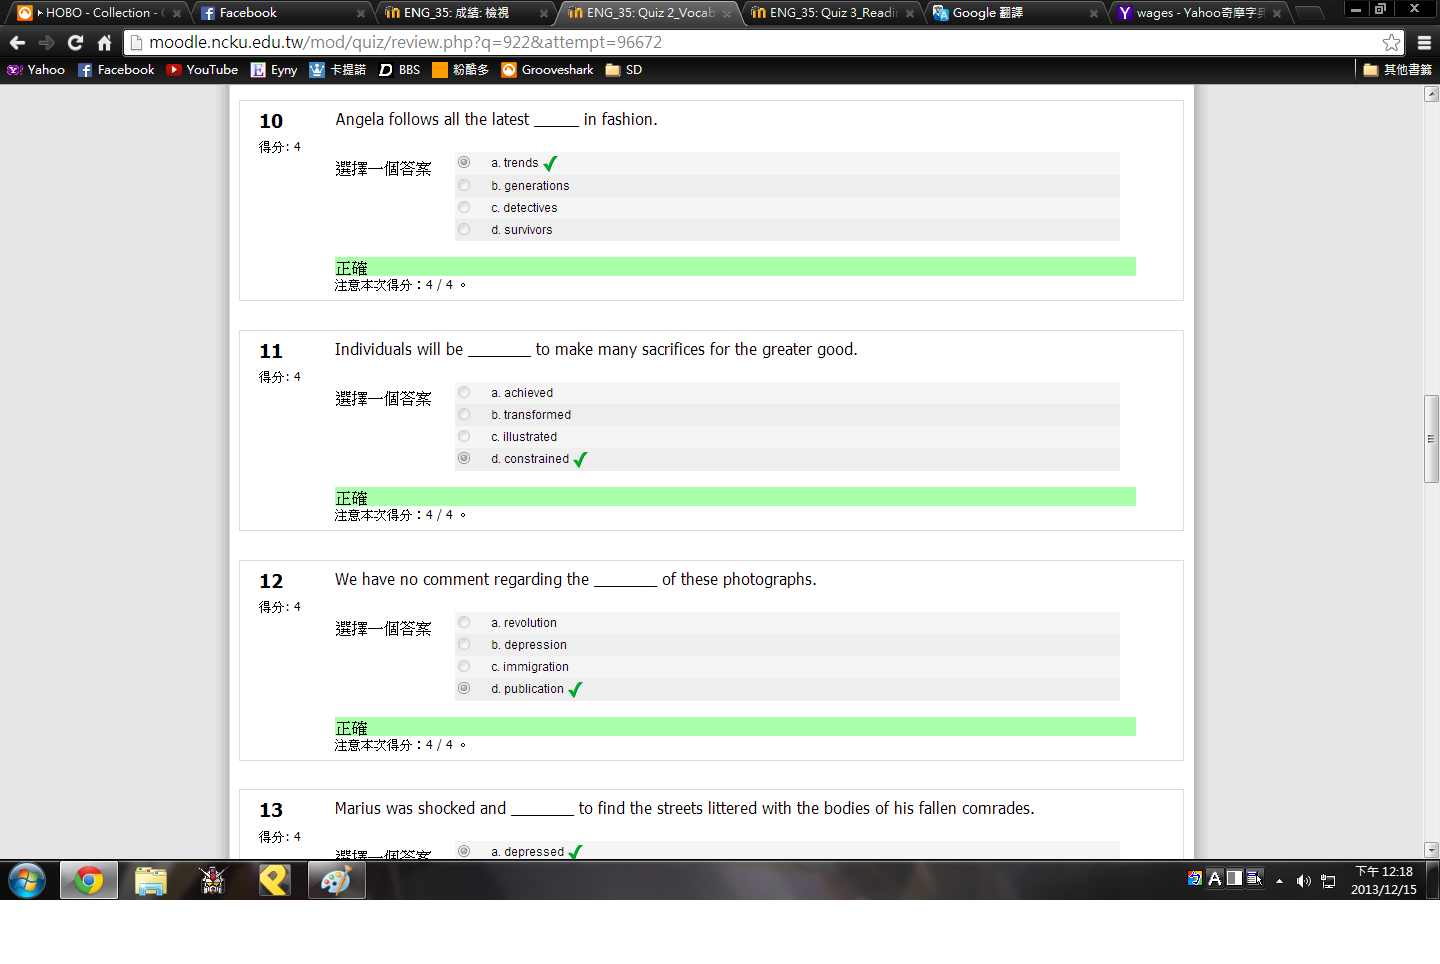 HOBO - Collection - (
Facebook
ENG_35: 成績: 檢視
ENG_35: Quiz 2_Vocab
ENG_35: Quiz 3_Readi
Google 翻譯
wages - Yahoo奇摩字典
moodle.ncku.edu.tw/mod/quiz/review.php?q=922&attempt=96672
Yahoo Facebook YouTube Eyny 卡提諾 BBS 粉酷多 Grooveshark SD 其他書籤
10 Angela follows all the latest _____ in fashion.
得分: 4
選擇一個答案
a. trends
b. generations
c. detectives
d. survivors
正確
注意本次得分：4 / 4 。
11 Individuals will be _______ to make many sacrifices for the greater good.
得分: 4
選擇一個答案
a. achieved
b. transformed
c. illustrated
d. constrained
正確
注意本次得分：4 / 4 。
12 We have no comment regarding the _______ of these photographs.
得分: 4
選擇一個答案
a. revolution
b. depression
c. immigration
d. publication
正確
注意本次得分：4 / 4 。
13 Marius was shocked and _______ to find the streets littered with the bodies of his fallen comrades.
得分: 4
選擇一個答案
a. depressed
下午 12:18
2013/12/15